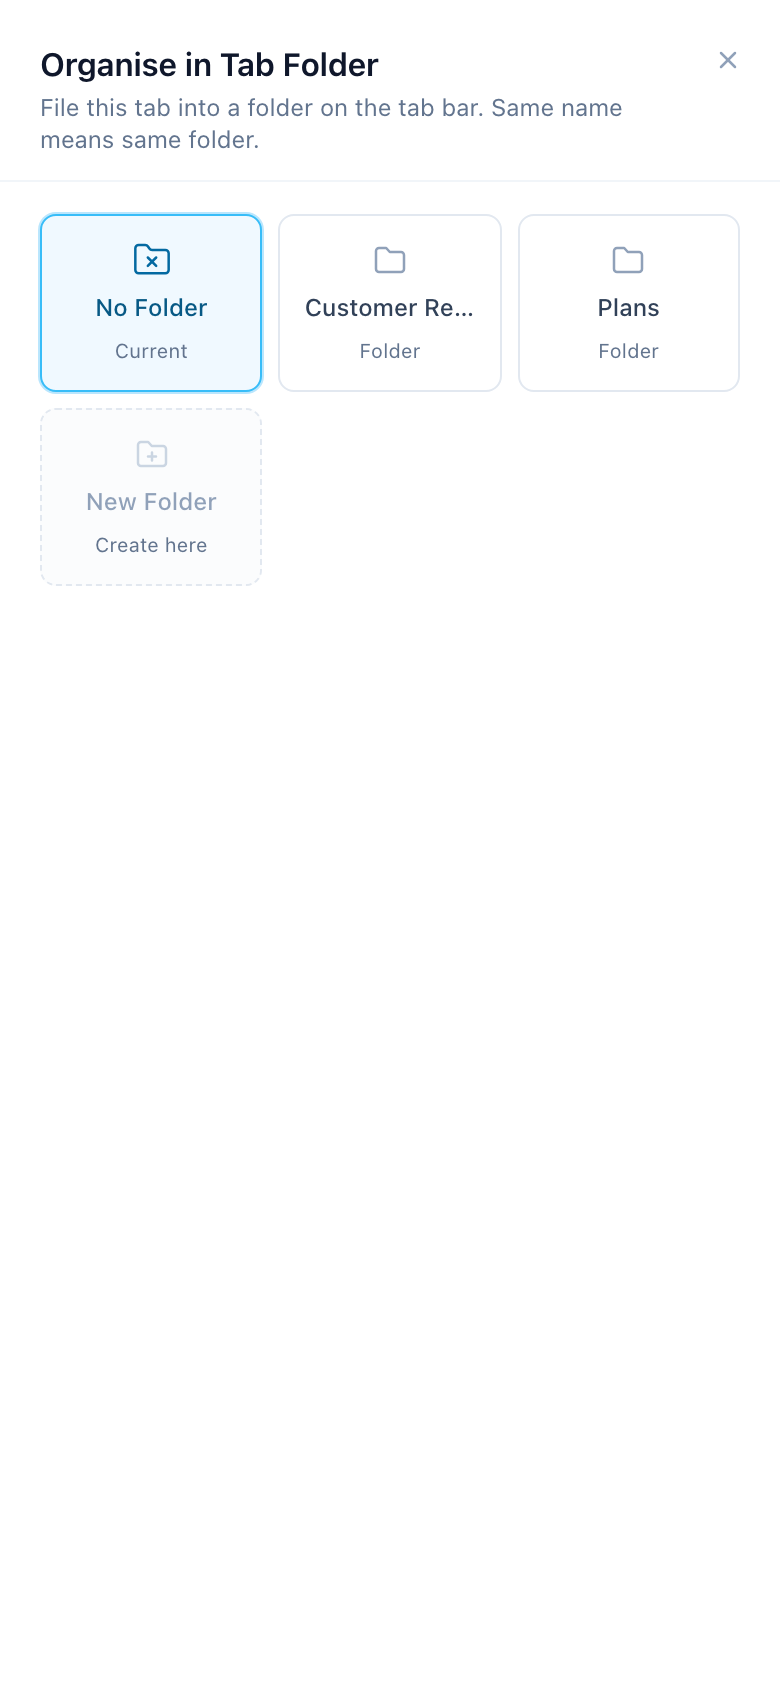 Organise in Tab Folder
File this tab into a folder on the tab bar. Same name
means same folder.
No Folder
Current
Customer Re...
Folder
Plans
Folder
New Folder
Create here